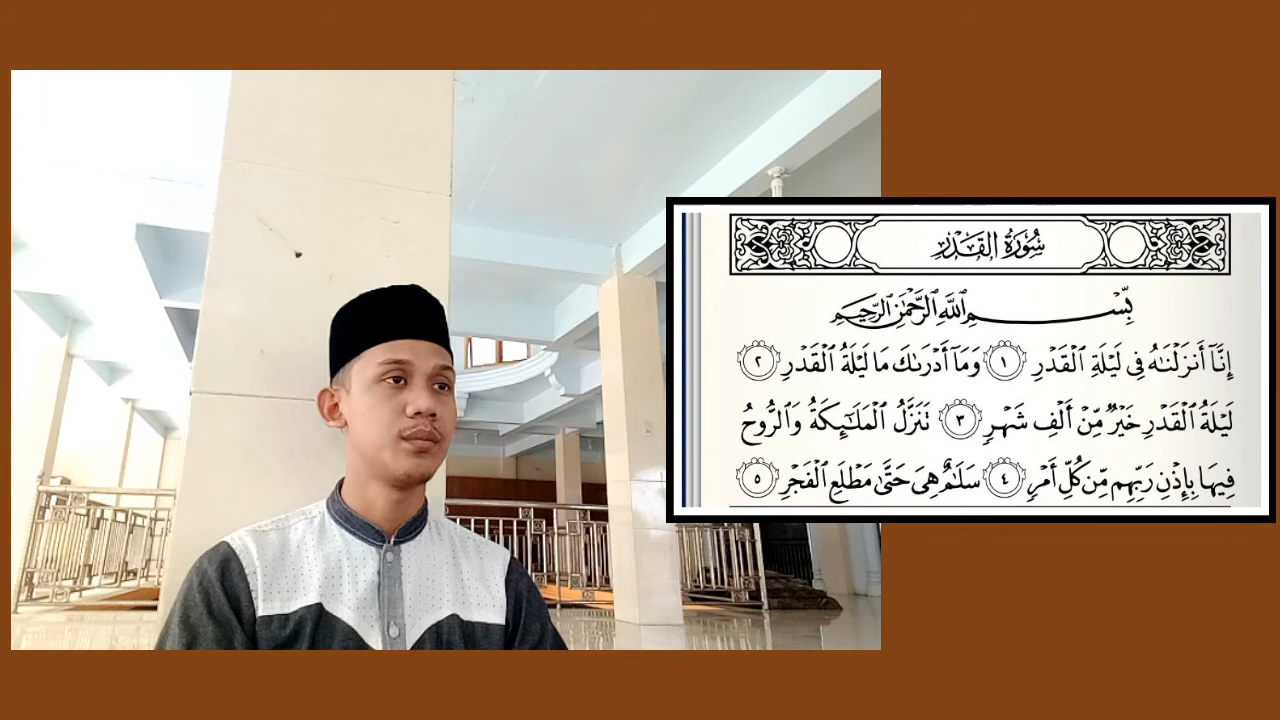 سُورَةُ القَدْرِ
بِّسْمِ ٱللَّهِ ٱلرَّحْمَٰنِ ٱلرَّحِيمِ
إِنَّآ أَنزَلْنَٰهُ فِى لَيْلَةِ ٱلْقَدْرِ ١ وَمَآ أَدْرَىٰكَ مَا لَيْلَةُ ٱلْقَدْرِ ٢
لَيْلَةُ ٱلْقَدْرِ خَيْرٌ مِّنْ أَلْفِ شَهْرٍ ٣ تَنَزَّلُ ٱلْمَلَٰٓئِكَةُ وَٱلرُّوحُ
فِيهَا بِإِذْنِ رَبِّهِم مِّن كُلِّ أَمْرٍ ٤ سَلَٰمٌ هِىَ حَتَّىٰ مَطْلَعِ ٱلْفَجْرِ ٥